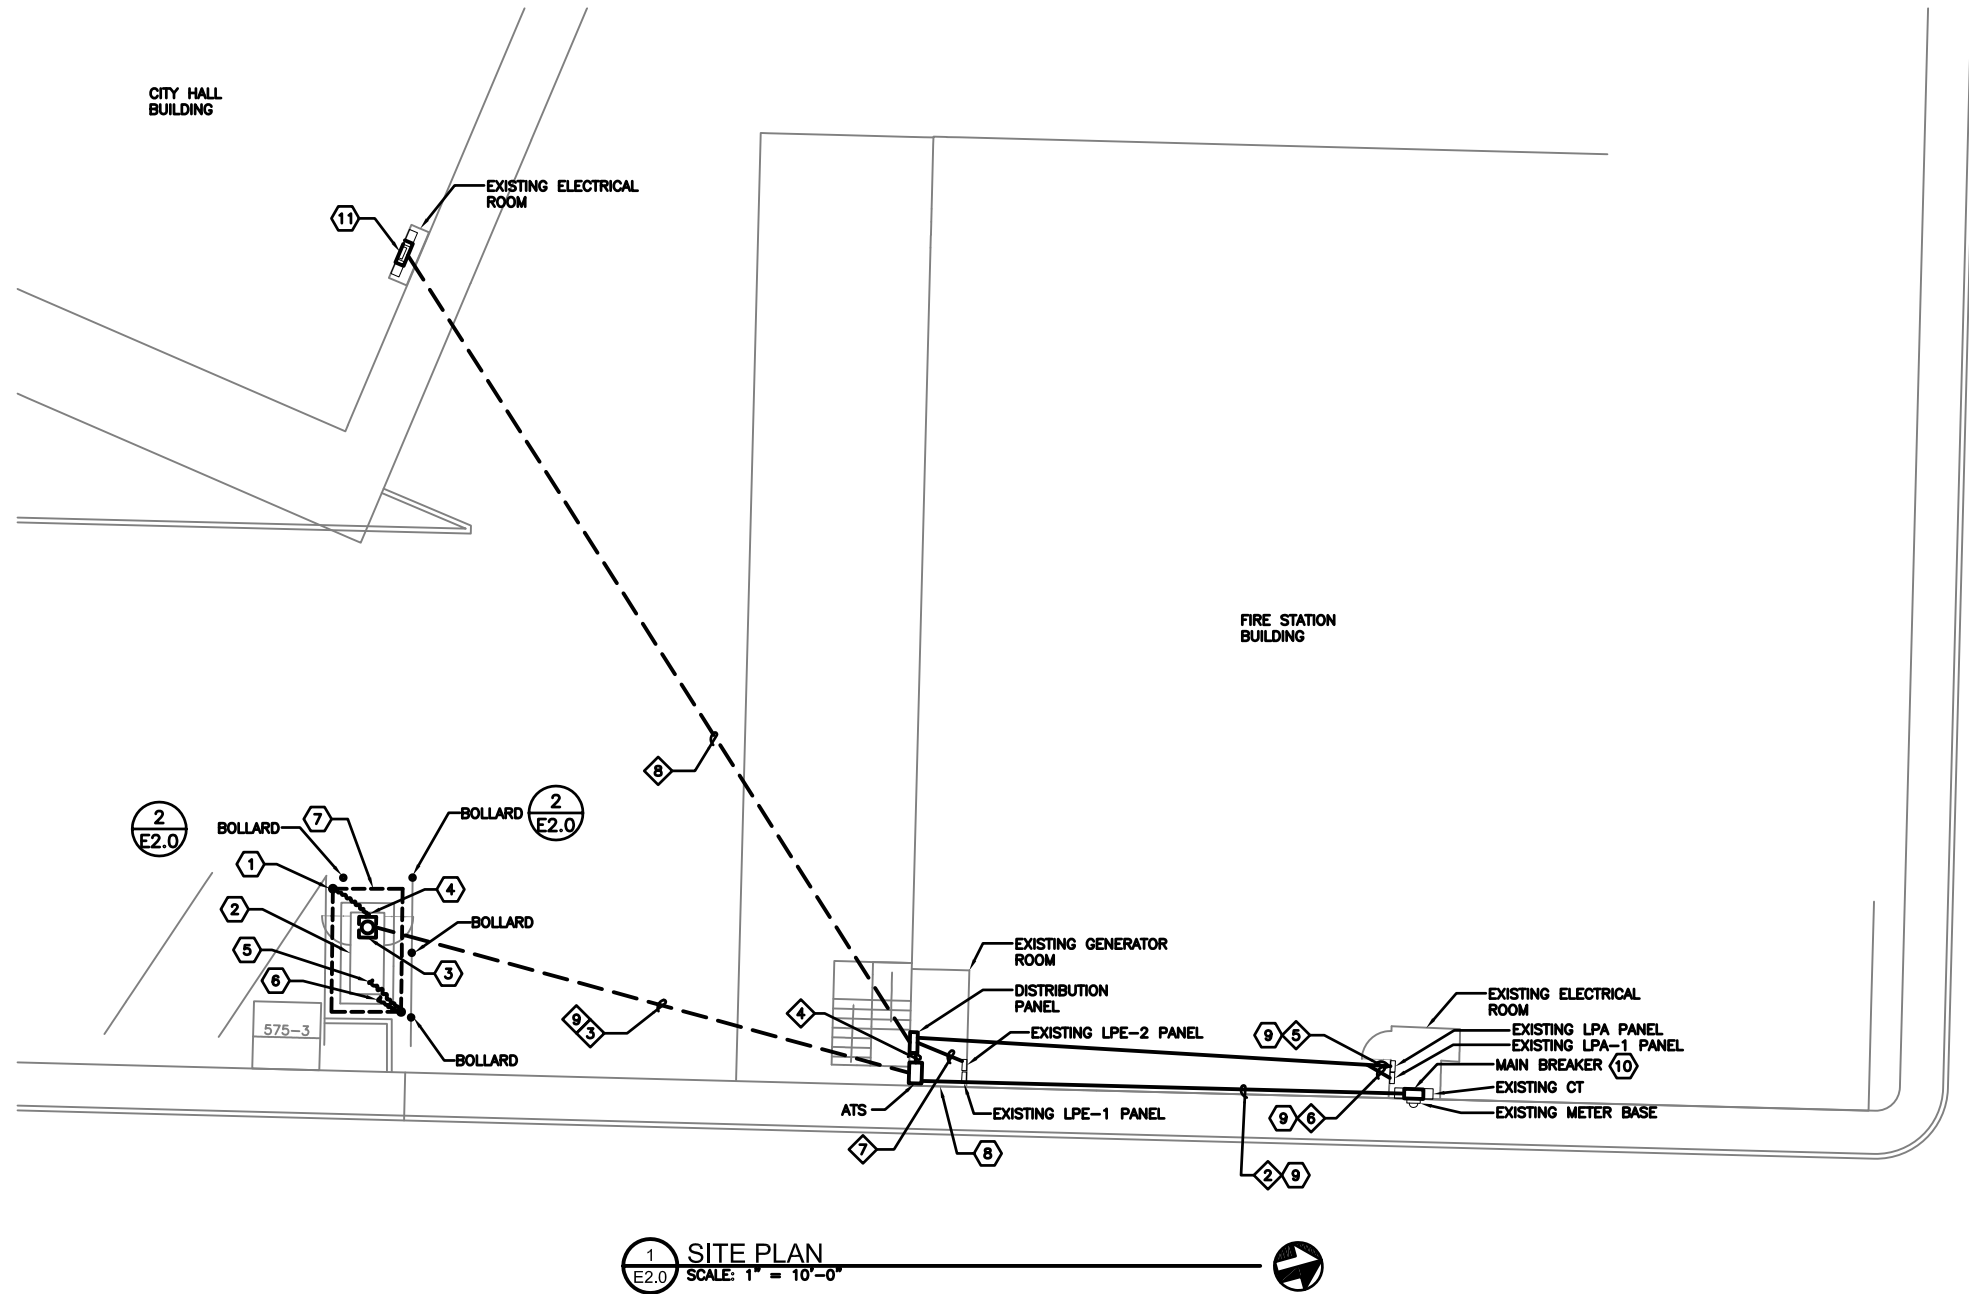 CITY HALL
BUILDING
EXISTING ELECTRICAL
ROOM
11
FIRE STATION
BUILDING
8
2
E2.0
BOLLARD
7
BOLLARD
2
E2.0
1
4
2
BOLLARD
5
3
6
575-3
BOLLARD
9
3
EXISTING GENERATOR
ROOM
4
DISTRIBUTION
PANEL
EXISTING LPE-2 PANEL
ATS
EXISTING LPE-1 PANEL
7
8
9
5
EXISTING ELECTRICAL
ROOM
EXISTING LPA PANEL
EXISTING LPA-1 PANEL
MAIN BREAKER 10
EXISTING CT
EXISTING METER BASE
9
6
2
9
1
E2.0
SITE PLAN
SCALE: 1" = 10'-0"